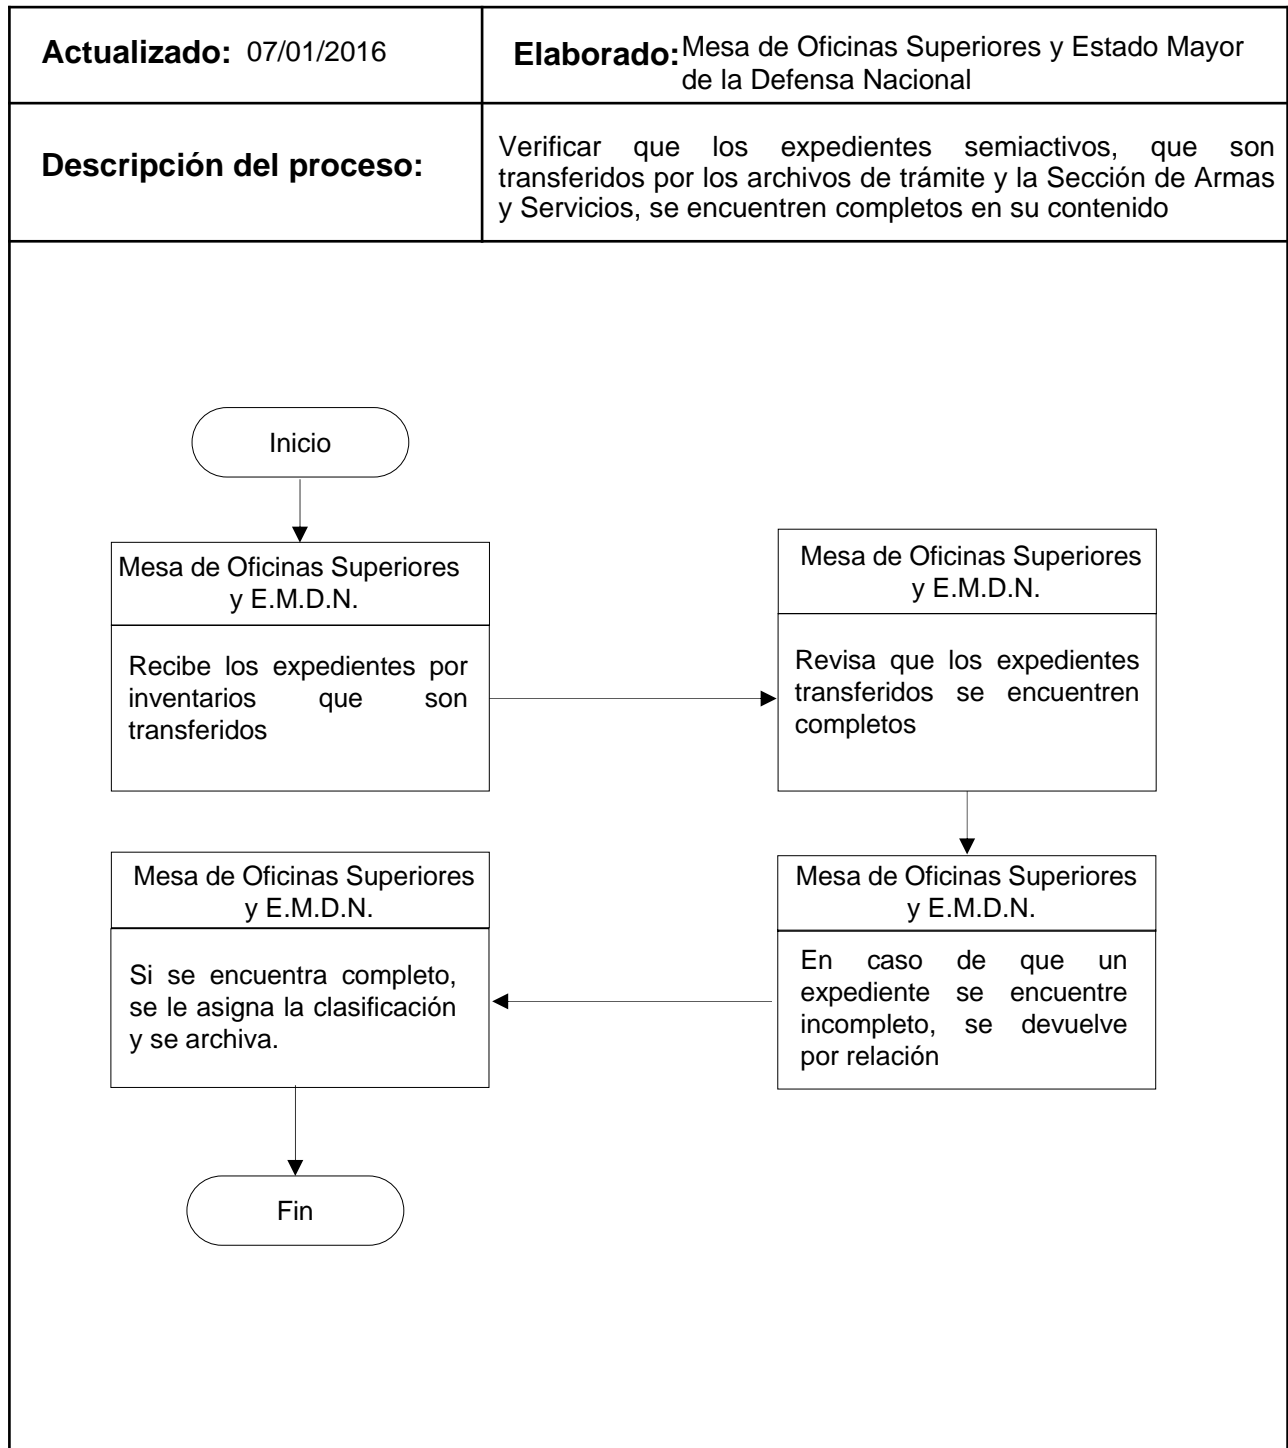 Actualizado: 07/01/2016
Elaborado: Mesa de Oficinas Superiores y Estado Mayor
de la Defensa Nacional
Descripción del proceso:
Verificar que los expedientes semiactivos, que son
transferidos por los archivos de trámite y la Sección de Armas
y Servicios, se encuentren completos en su contenido
Inicio
Mesa de Oficinas Superiores
y E.M.D.N.
Recibe los expedientes por
inventarios que son
transferidos
Mesa de Oficinas Superiores
y E.M.D.N.
Revisa que los expedientes
transferidos se encuentren
completos
Mesa de Oficinas Superiores
y E.M.D.N.
En caso de que un
expediente se encuentre
incompleto, se devuelve
por relación
Mesa de Oficinas Superiores
y E.M.D.N.
Si se encuentra completo,
se le asigna la clasificación
y se archiva.
Fin